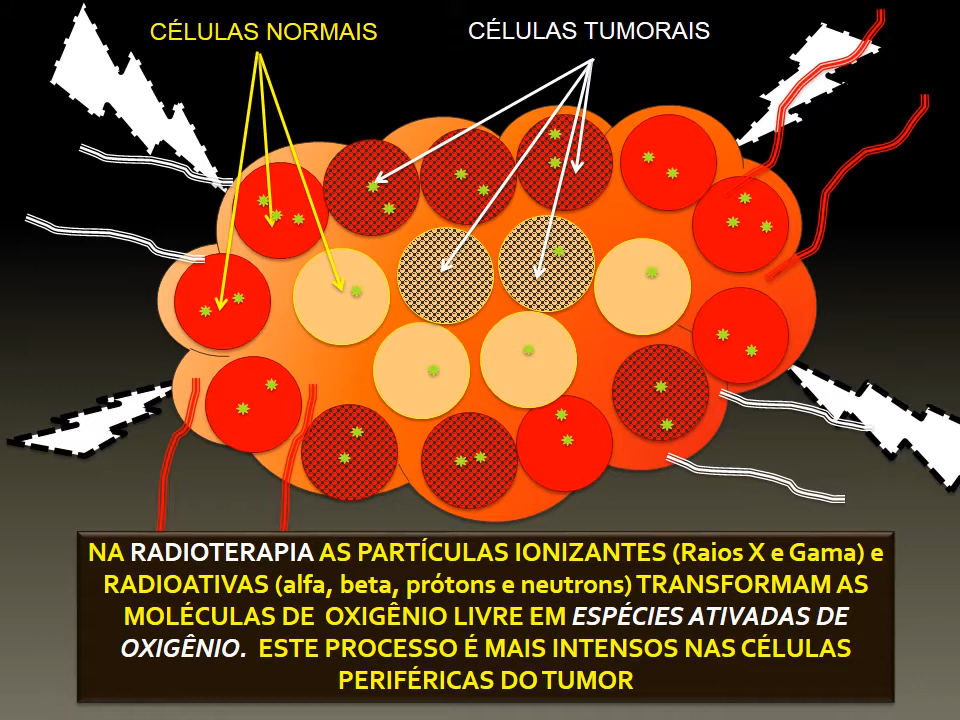 CÉLULAS NORMAIS
CÉLULAS TUMORAIS
NA RADIOTERAPIA AS PARTÍCULAS IONIZANTES (Raios X e Gama) e
RADIOATIVAS (alfa, beta, prótons e neutrons) TRANSFORMAM AS
MOLÉCULAS DE OXIGÊNIO LIVRE EM ESPÉCIES ATIVADAS DE
OXIGÊNIO. ESTE PROCESSO É MAIS INTENSOS NAS CÉLULAS
PERIFÉRICAS DO TUMOR